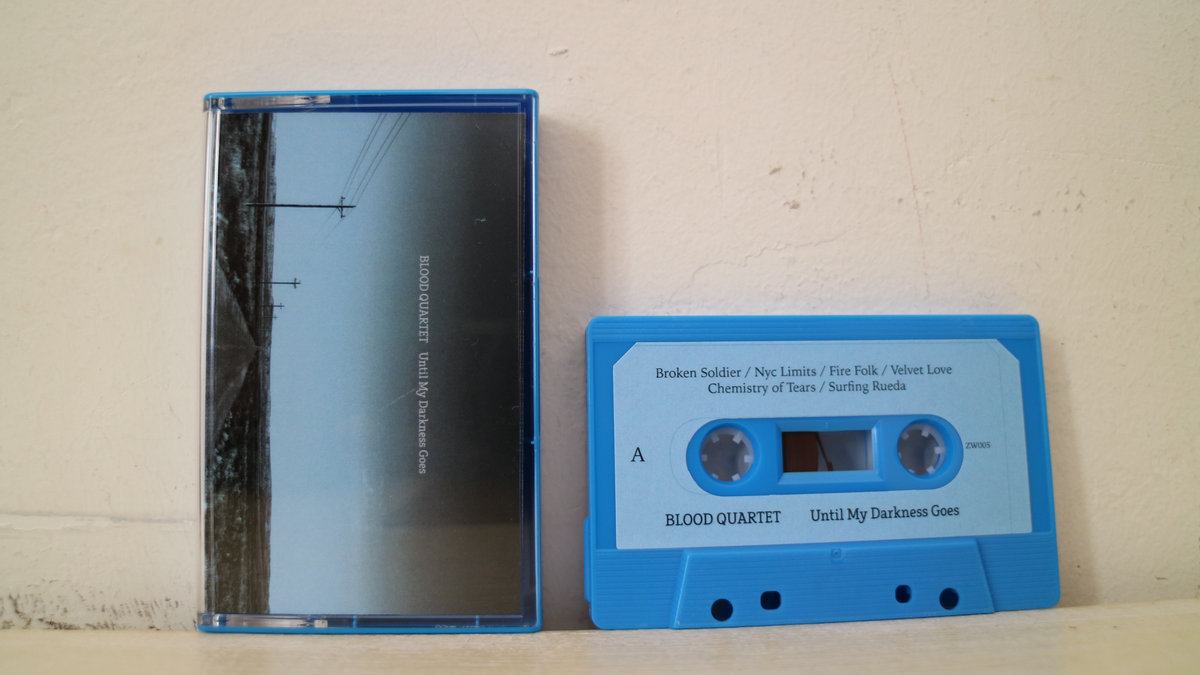 BLOOD QUARTET Until My Darkness Goes
Broken Soldier / Nyc Limits / Fire Folk / Velvet Love
Chemistry of Tears / Surfing Rueda
A
ZW005
BLOOD QUARTET Until My Darkness Goes